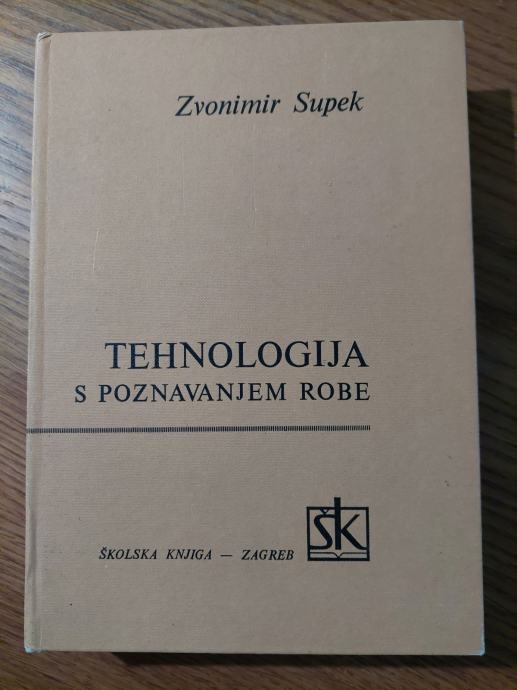 Zvonimir Supek
TEHNOLOGIJA
S POZNAVANJEM ROBE
ŠKOLSKA KNJIGA — ZAGREB
ŠK